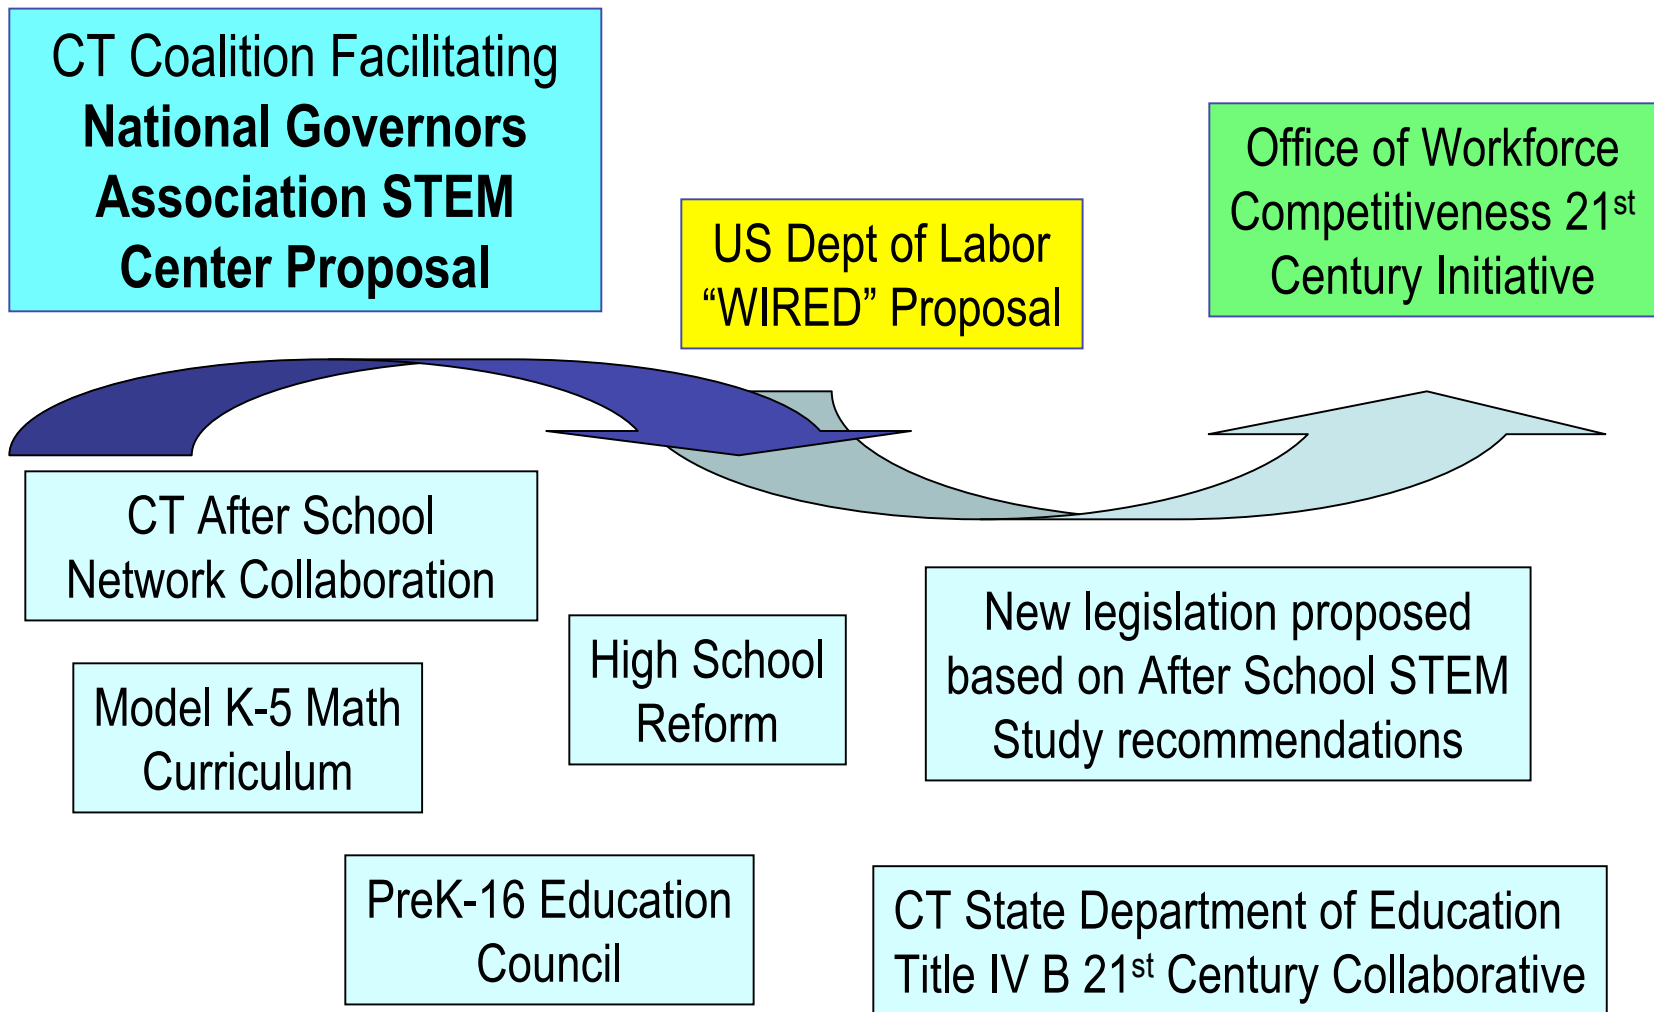 CT Coalition Facilitating
National Governors
Association STEM
Center Proposal
US Dept of Labor
“WIRED” Proposal
Office of Workforce
Competitiveness 21st
Century Initiative
CT After School
Network Collaboration
Model K-5 Math
Curriculum
High School
Reform
New legislation proposed
based on After School STEM
Study recommendations
PreK-16 Education
Council
CT State Department of Education
Title IV B 21st Century Collaborative